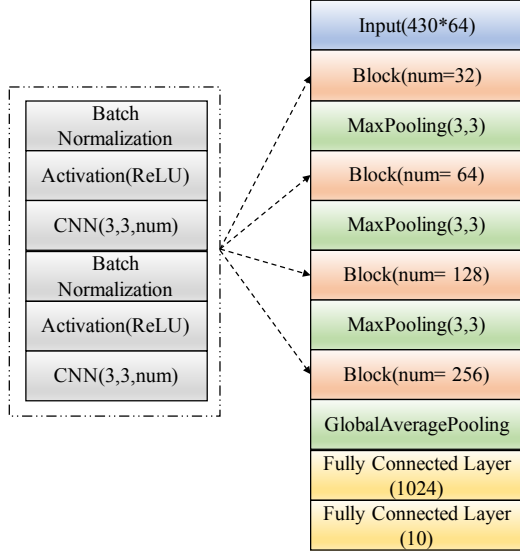 Batch
Normalization
Activation(ReLU)
CNN(3,3,num)
Batch
Normalization
Activation(ReLU)
CNN(3,3,num)
Input(430*64)
Block(num=32)
MaxPooling(3,3)
Block(num= 64)
MaxPooling(3,3)
Block(num= 128)
MaxPooling(3,3)
Block(num= 256)
GlobalAveragePooling
Fully Connected Layer
(1024)
Fully Connected Layer
(10)